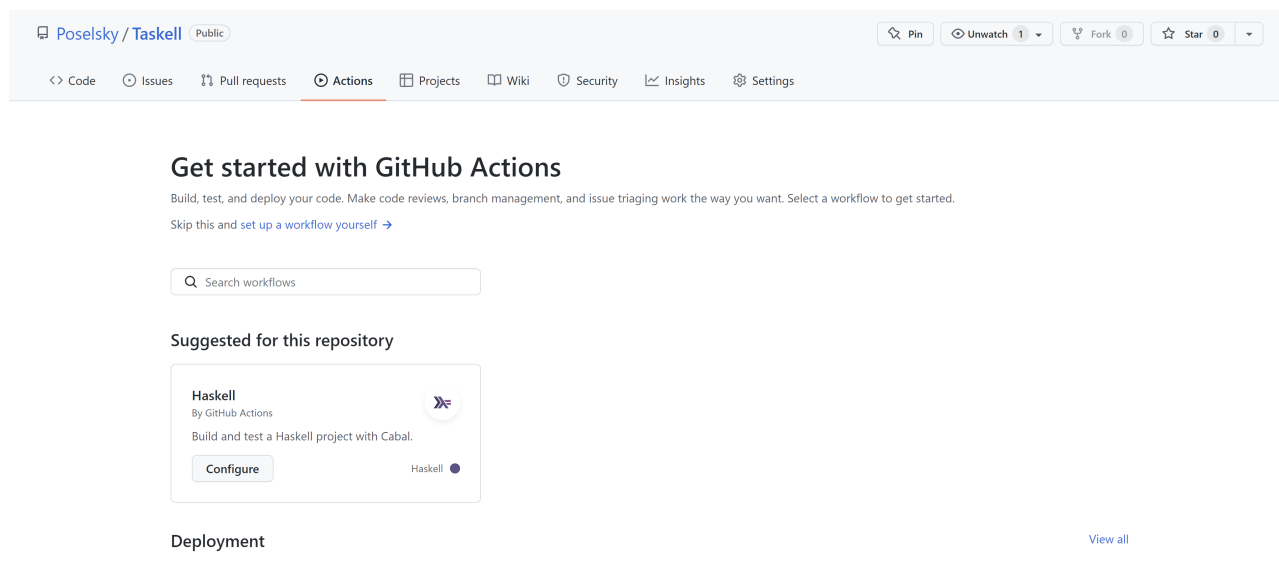 Poselsky / Taskell Public
Pin
Unwatch 1
Fork 0
Star 0
Code Issues Pull requests Actions Projects Wiki Security Insights Settings
Get started with GitHub Actions
Build, test, and deploy your code. Make code reviews, branch management, and issue triaging work the way you want. Select a workflow to get started.
Skip this and set up a workflow yourself →
Search workflows
Suggested for this repository
Haskell
By GitHub Actions
Build and test a Haskell project with Cabal.
Configure
Haskell
Deployment
View all